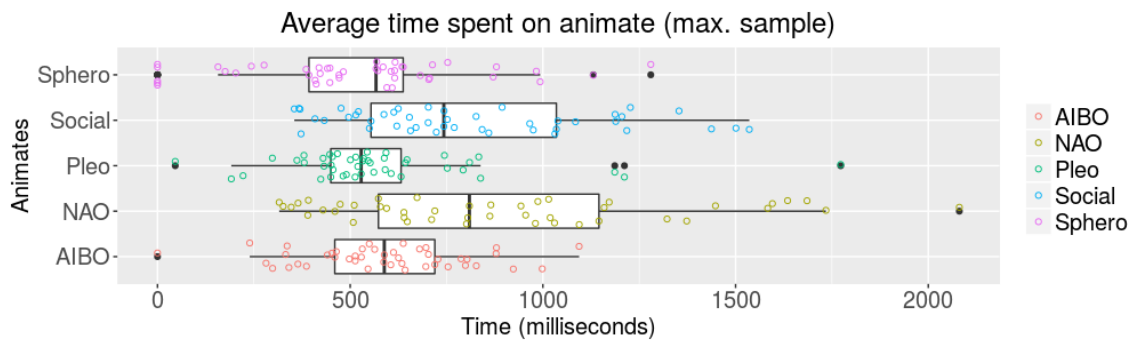 Average time spent on animate (max. sample)
Animates
Sphero
Social
Pleo
NAO
AIBO
0 500 1000 1500 2000
Time (milliseconds)
AIBO
NAO
Pleo
Social
Sphero